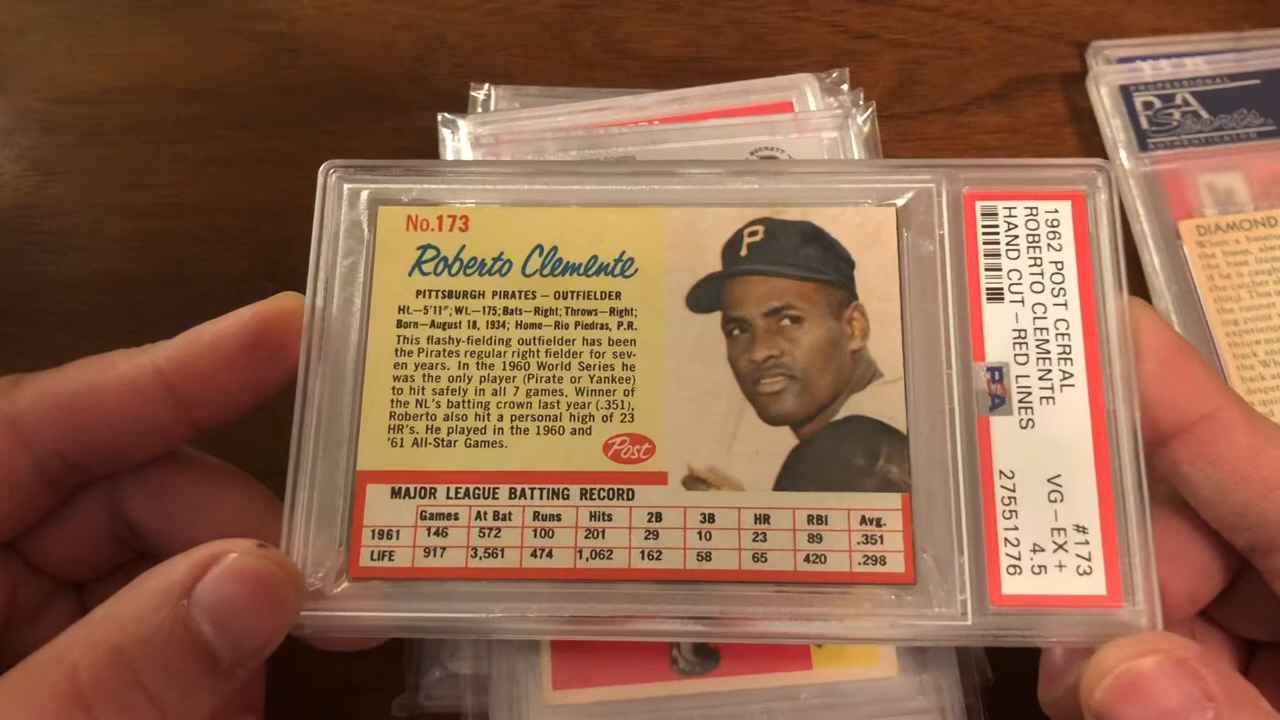 No.173
Roberto Clemente
PITTSBURGH PIRATES — OUTFIELDER
Ht.—5'11"; Wt.—175; Bats—Right; Throws—Right;
Born—August 18, 1934; Home—Rio Piedras, P.R.
This flashy-fielding outfielder has been
the Pirates regular right fielder for sev-
en years. In the 1960 World Series he
was the only player (Pirate or Yankee)
to hit safely in all 7 games. Winner of
the NL's batting crown last year (.351),
Roberto also hit a personal high of 23
HR's. He played in the 1960 and
'61 All-Star Games.
Post
P
MAJOR LEAGUE BATTING RECORD
Games At Bat Runs Hits 2B 3B HR RBI Avg.
1961 146 572 100 201 29 10 23 89 .351
LIFE 917 3,561 474 1,062 162 58 65 420 .298
1962 POST CEREAL #173
ROBERTO CLEMENTE VG-EX+
HAND CUT-RED LINES 4.5
27551276
PSA
BECKETT
PROFESSIONAL
PSA
Sports
AUTHENTICATOR
DIAMOND
When a